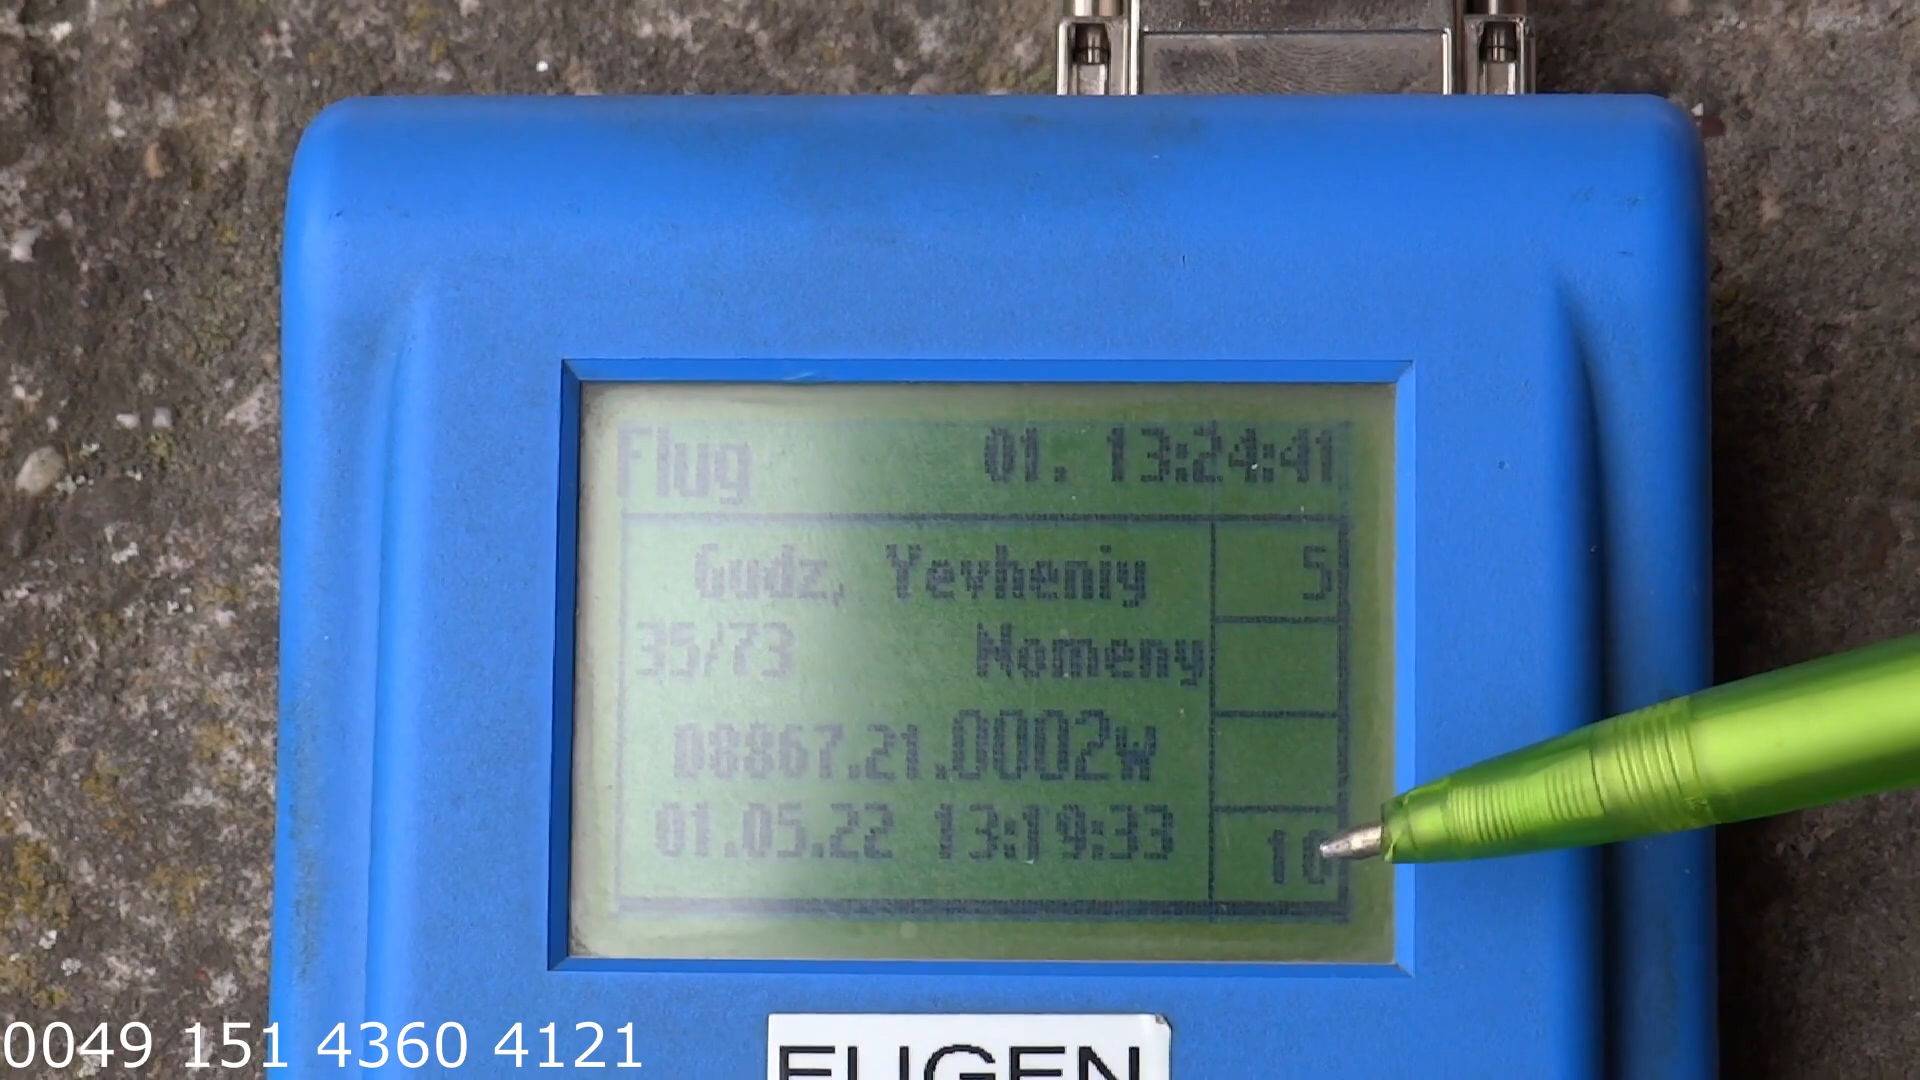 Flug 01. 13:24:41
Gudz, Yevheniy 5
35/73 Nomeny
D8867.21.0002w
01.05.22 13:19:33 10
0049 151 4360 4121
EUGEN